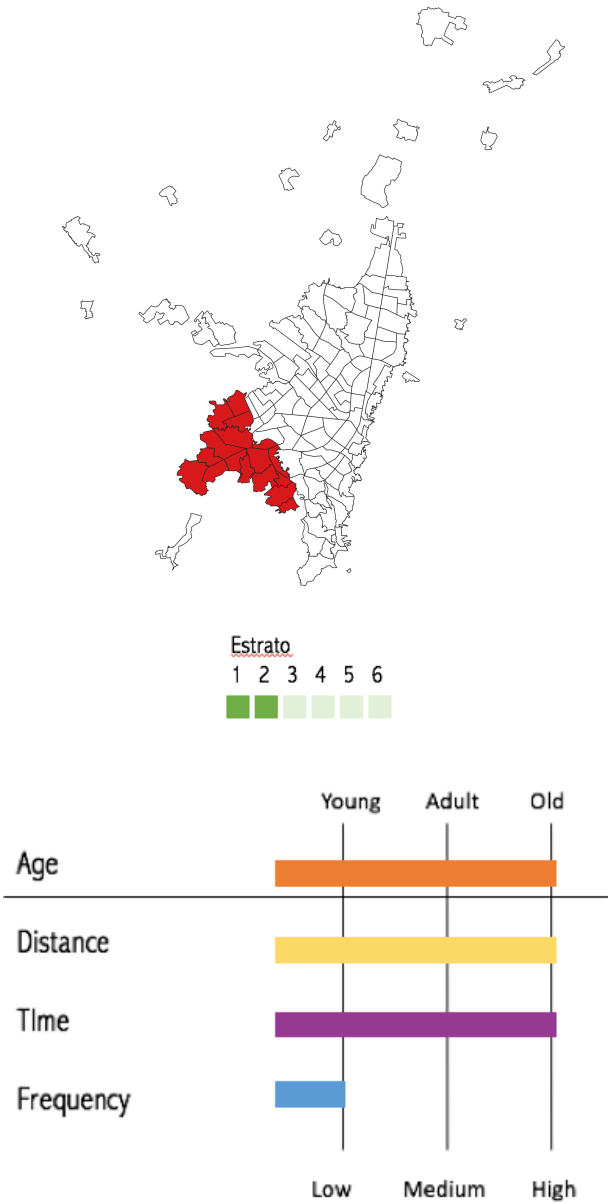 Estrato
1 2 3 4 5 6
Young Adult Old
Age
Distance
TIme
Frequency
Low Medium High